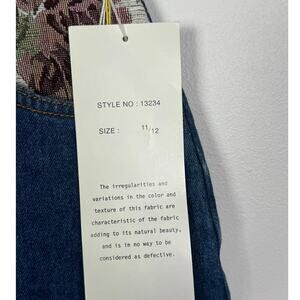 STYLE NO : 13234
SIZE : 11/12
The irregularities and
variations in the color and
texture of this fabric are
characteristic of the fabric
adding to its natural beauty,
and is in no way to be
considered as defective.